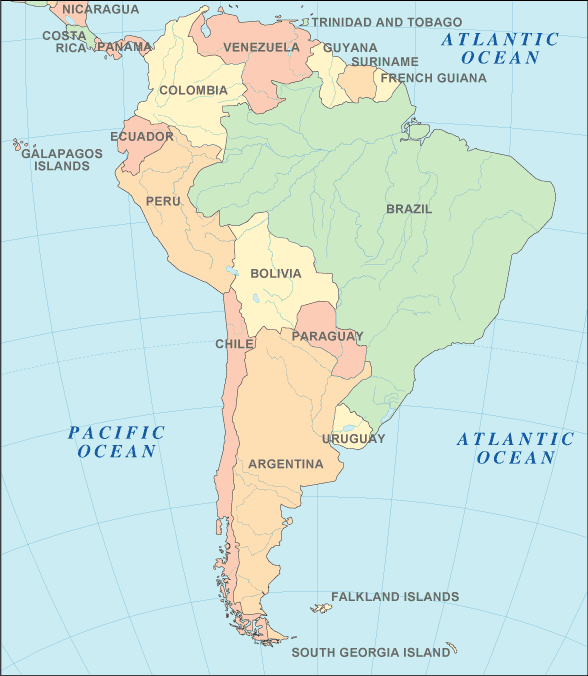 NICARAGUA
TRINIDAD AND TOBAGO
COSTA
RICA
PANAMA
VENEZUELA
GUYANA
ATLANTIC
OCEAN
SURINAME
FRENCH GUIANA
COLOMBIA
ECUADOR
GALAPAGOS
ISLANDS
PERU
BRAZIL
BOLIVIA
CHILE
PARAGUAY
PACIFIC
OCEAN
URUGUAY
ATLANTIC
OCEAN
ARGENTINA
FALKLAND ISLANDS
SOUTH GEORGIA ISLAND